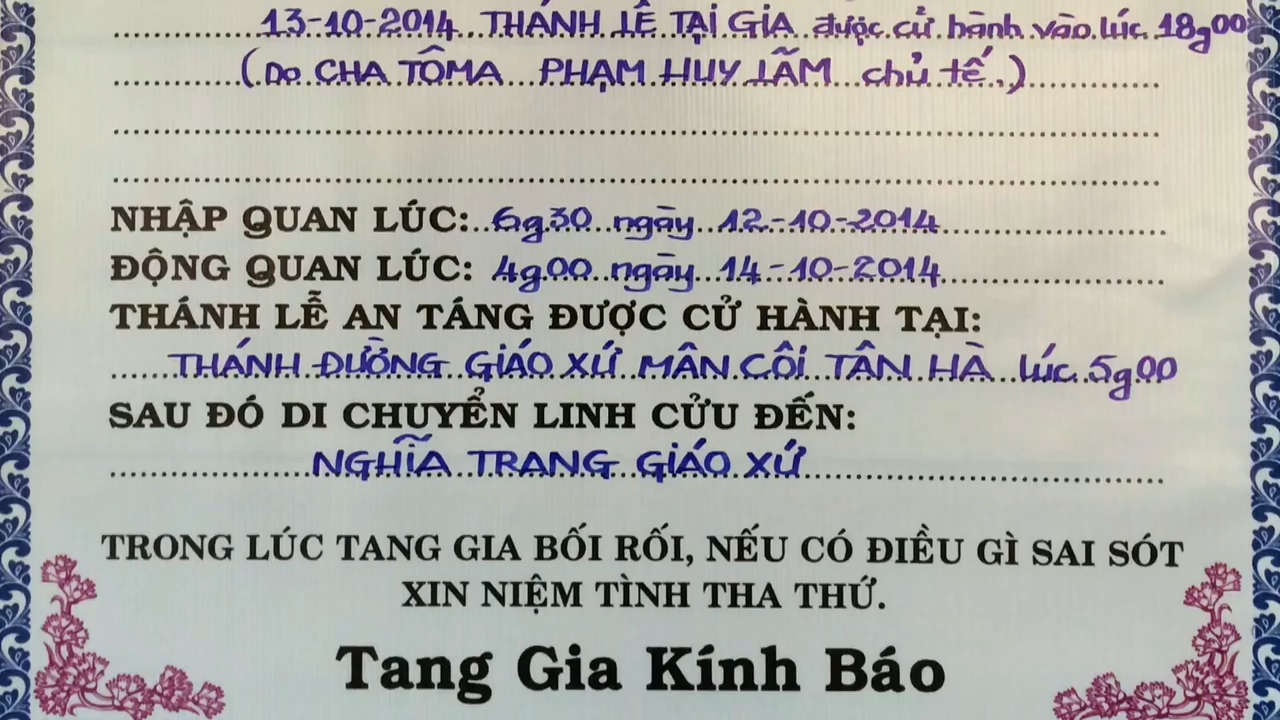 13-10-2014 THÁNH LỄ TẠI GIA được cử hành vào lúc 18g00
(Do CHA TÔMA PHẠM HUY LÃM chủ tế.)
NHẬP QUAN LÚC: 6g30 ngày 12-10-2014
ĐỘNG QUAN LÚC: 4g00 ngày 14-10-2014
THÁNH LỄ AN TÁNG ĐƯỢC CỬ HÀNH TẠI:
THÁNH ĐƯỜNG GIÁO XỨ MÂN CÔI TÂN HÀ lúc 5g00
SAU ĐÓ DI CHUYỂN LINH CỬU ĐẾN:
NGHĨA TRANG GIÁO XỨ
TRONG LÚC TANG GIA BỐI RỐI, NẾU CÓ ĐIỀU GÌ SAI SÓT
XIN NIỆM TÌNH THA THỨ.
Tang Gia Kính Báo